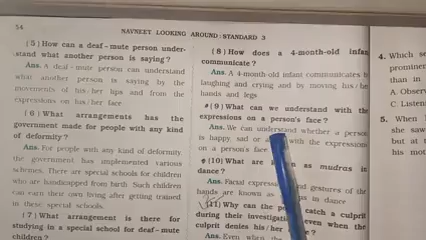 54
NAVNEET LOOKING AROUND : STANDARD 3
(5) How can a deaf-mute person under-
stand what another person is saying?
Ans. A deaf-mute person can understand
what another person is saying by the
movements of his/her lips and from the
expressions on his/her face.
(6) What arrangements has the
government made for people with any kind
of deformity?
Ans. For people with any kind of deformity
the government has implemented various
schemes. There are special schools for children
who are handicapped from birth. Such children
can earn their own living after getting trained
in these special schools.
(7) What arrangement is there for
studying in a special school for deaf-mute
children?
(8) How does a 4-month-old infan
communicate?
Ans. A 4-month-old infant communicates b
laughing and crying and by moving his/he
hands and legs.
(9) What can we understand with the
expressions on a person's face?
Ans. We can understand whether a person
is happy, sad or with the expressions
on a person's face.
(10) What are as mudras in
dance?
Ans. Facial and gestures of the
hands are known as in dance
(11) Why can the catch a culprit
during their even when the
culprit denies his/her ?
Ans. Even when the
4. Which se
prominen
than in
A. Observ
C. Listen
5. When
she saw
but at t
his mot